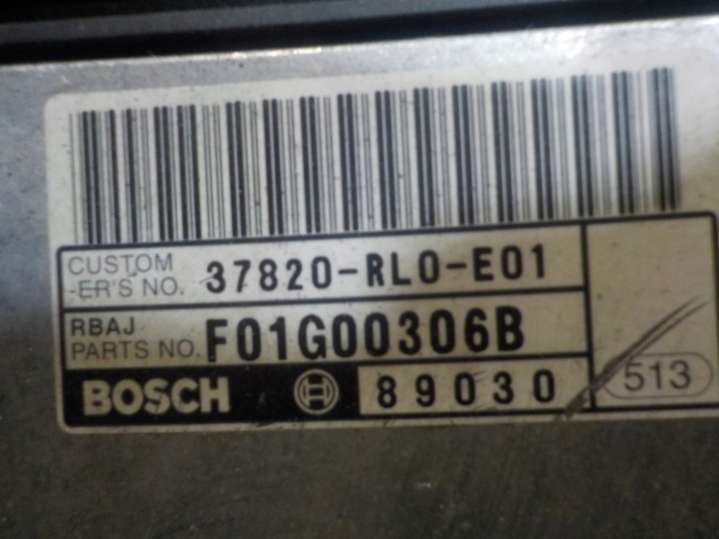 CUSTOM
-ER'S NO. 37820-RL0-E01
RBAJ
PARTS NO. F01G00306B
BOSCH 89030 513